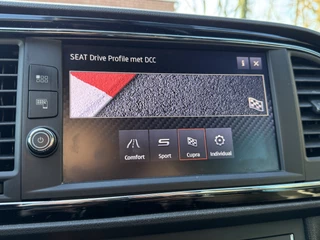 SEAT Drive Profile met DCC
Comfort
Sport
Cupra
Individual